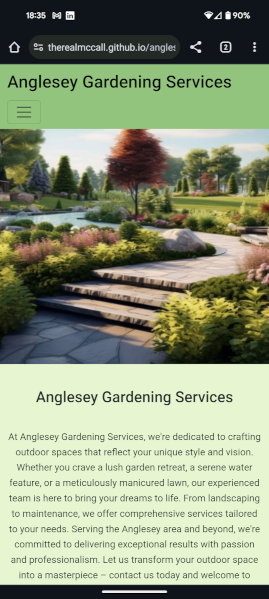 18:35 90%
therealmccall.github.io/angles 2
Anglesey Gardening Services
Anglesey Gardening Services
At Anglesey Gardening Services, we're dedicated to crafting
outdoor spaces that reflect your unique style and vision.
Whether you crave a lush garden retreat, a serene water
feature, or a meticulously manicured lawn, our experienced
team is here to bring your dreams to life. From landscaping
to maintenance, we offer comprehensive services tailored
to your needs. Serving the Anglesey area and beyond, we're
committed to delivering exceptional results with passion
and professionalism. Let us transform your outdoor space
into a masterpiece – contact us today and welcome to